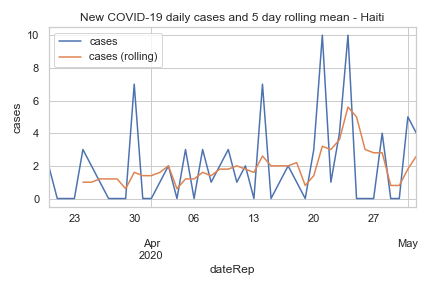 New COVID-19 daily cases and 5 day rolling mean - Haiti
cases
cases (rolling)
10
8
6
4
2
0
cases
23
30
06
13
20
27
Apr
2020
May
dateRep